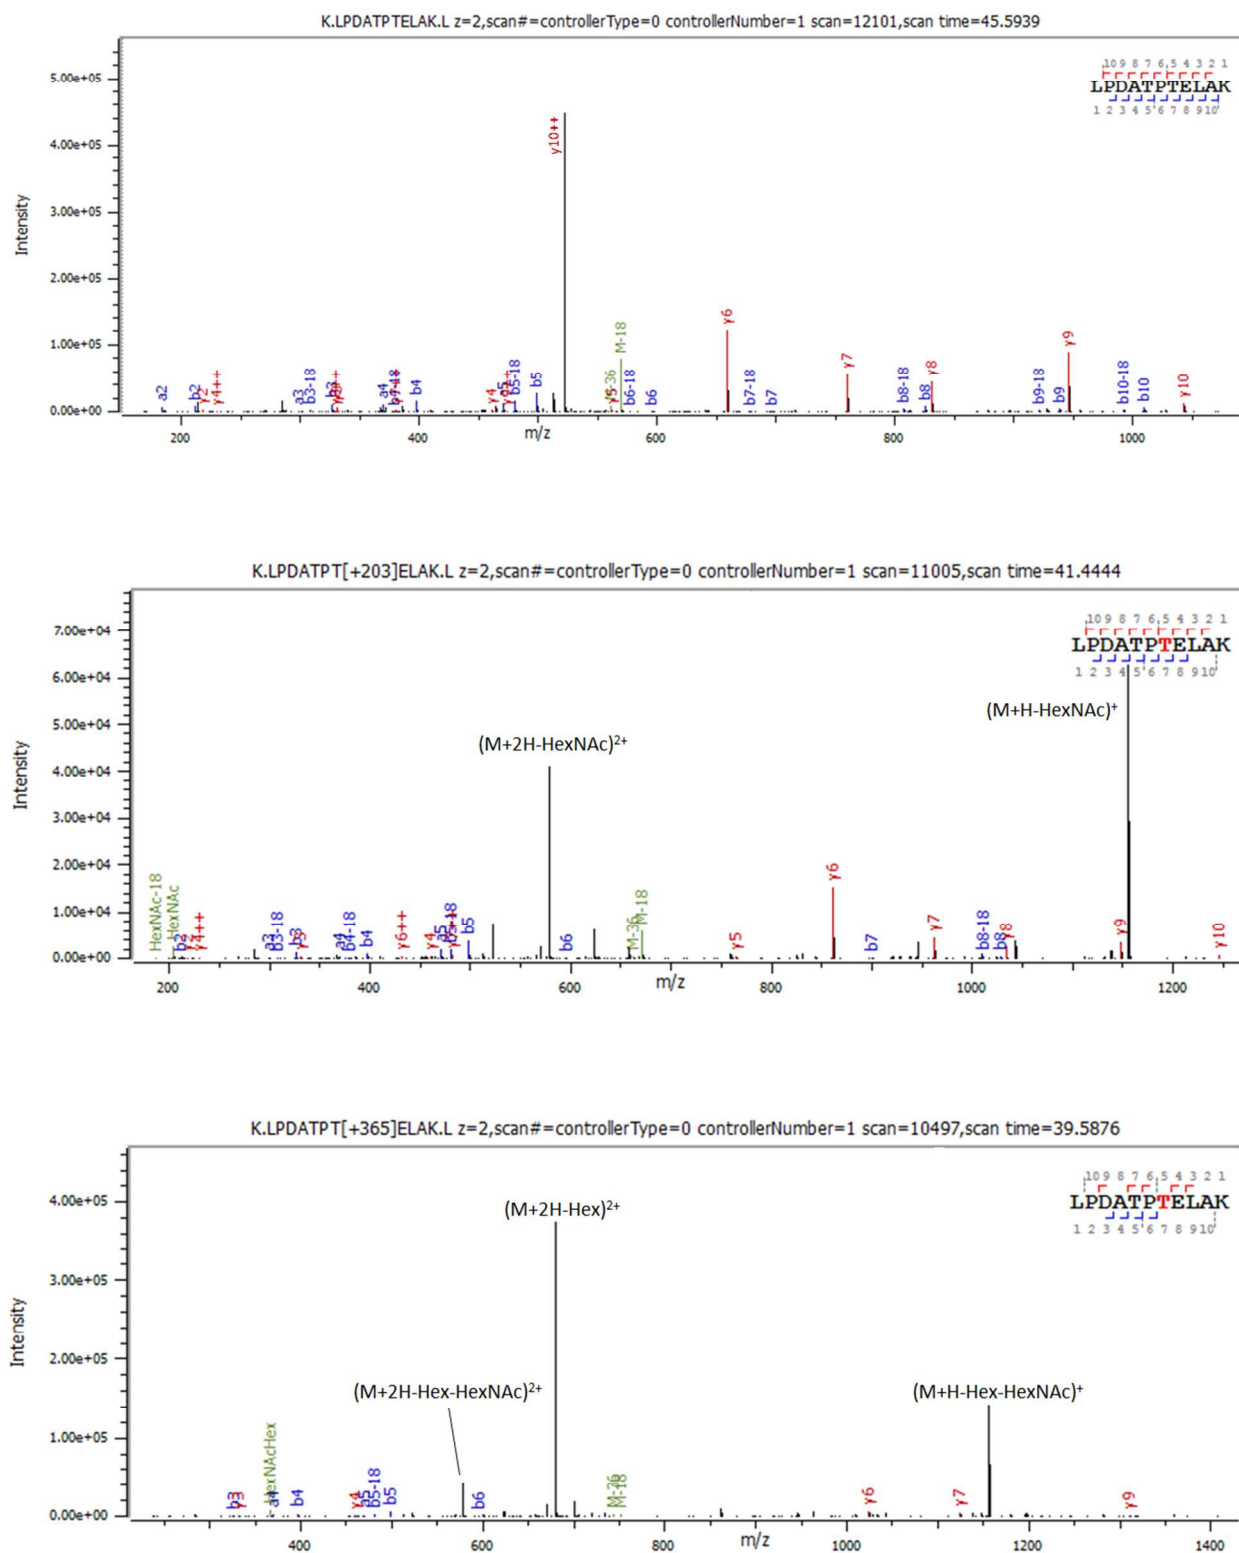 K.LPDATPTELAK.L z=2,scan#=controllerType=0 controllerNumber=1 scan=12101,scan time=45.5939
10 9 8 7 6 5 4 3 2 1
LPDATPTELAK
1 2 3 4 5 6 7 8 9 10
Intensity
5.00e+05
4.00e+05
3.00e+05
2.00e+05
1.00e+05
0.00e+00
a2
b2
y2
y4++
a3
b3-18
b3
a4
b4
y4
a5
b5-18
b5
y10++
M-18
y5
b6-18
b6
y6
b7-18
b7
y7
b8-18
b8
y8
b9-18
b9
y9
b10-18
b10
y10
200
400
600
800
1000
m/z
K.LPDATPT[+203]ELAK.L z=2,scan#=controllerType=0 controllerNumber=1 scan=11005,scan time=41.4444
10 9 8 7 6 5 4 3 2 1
LPDATPTELAK
1 2 3 4 5 6 7 8 9 10
Intensity
7.00e+04
6.00e+04
5.00e+04
4.00e+04
3.00e+04
2.00e+04
1.00e+04
0.00e+00
(M+H-HexNAc)+
(M+2H-HexNAc)2+
HexNAc-18
HexNAc
b2
y4++
a3
b3-18
b3
y3
a4
b4-18
b4
y6++
y4
a5
b5-18
b5
b6
M-36
M-18
y5
y6
b7
y7
b8-18
b8
y8
y9
y10
200
400
600
800
1000
1200
m/z
K.LPDATPT[+365]ELAK.L z=2,scan#=controllerType=0 controllerNumber=1 scan=10497,scan time=39.5876
10 9 8 7 6 5 4 3 2 1
LPDATPTELAK
1 2 3 4 5 6 7 8 9 10
Intensity
4.00e+05
3.00e+05
2.00e+05
1.00e+05
0.00e+00
(M+2H-Hex)2+
(M+2H-Hex-HexNAc)2+
(M+H-Hex-HexNAc)+
b3
y3
HexNAcHex
a4
b4
y4
a5
b5-18
b5
b6
M-36
M-18
y6
y7
y9
400
600
800
1000
1200
1400
m/z